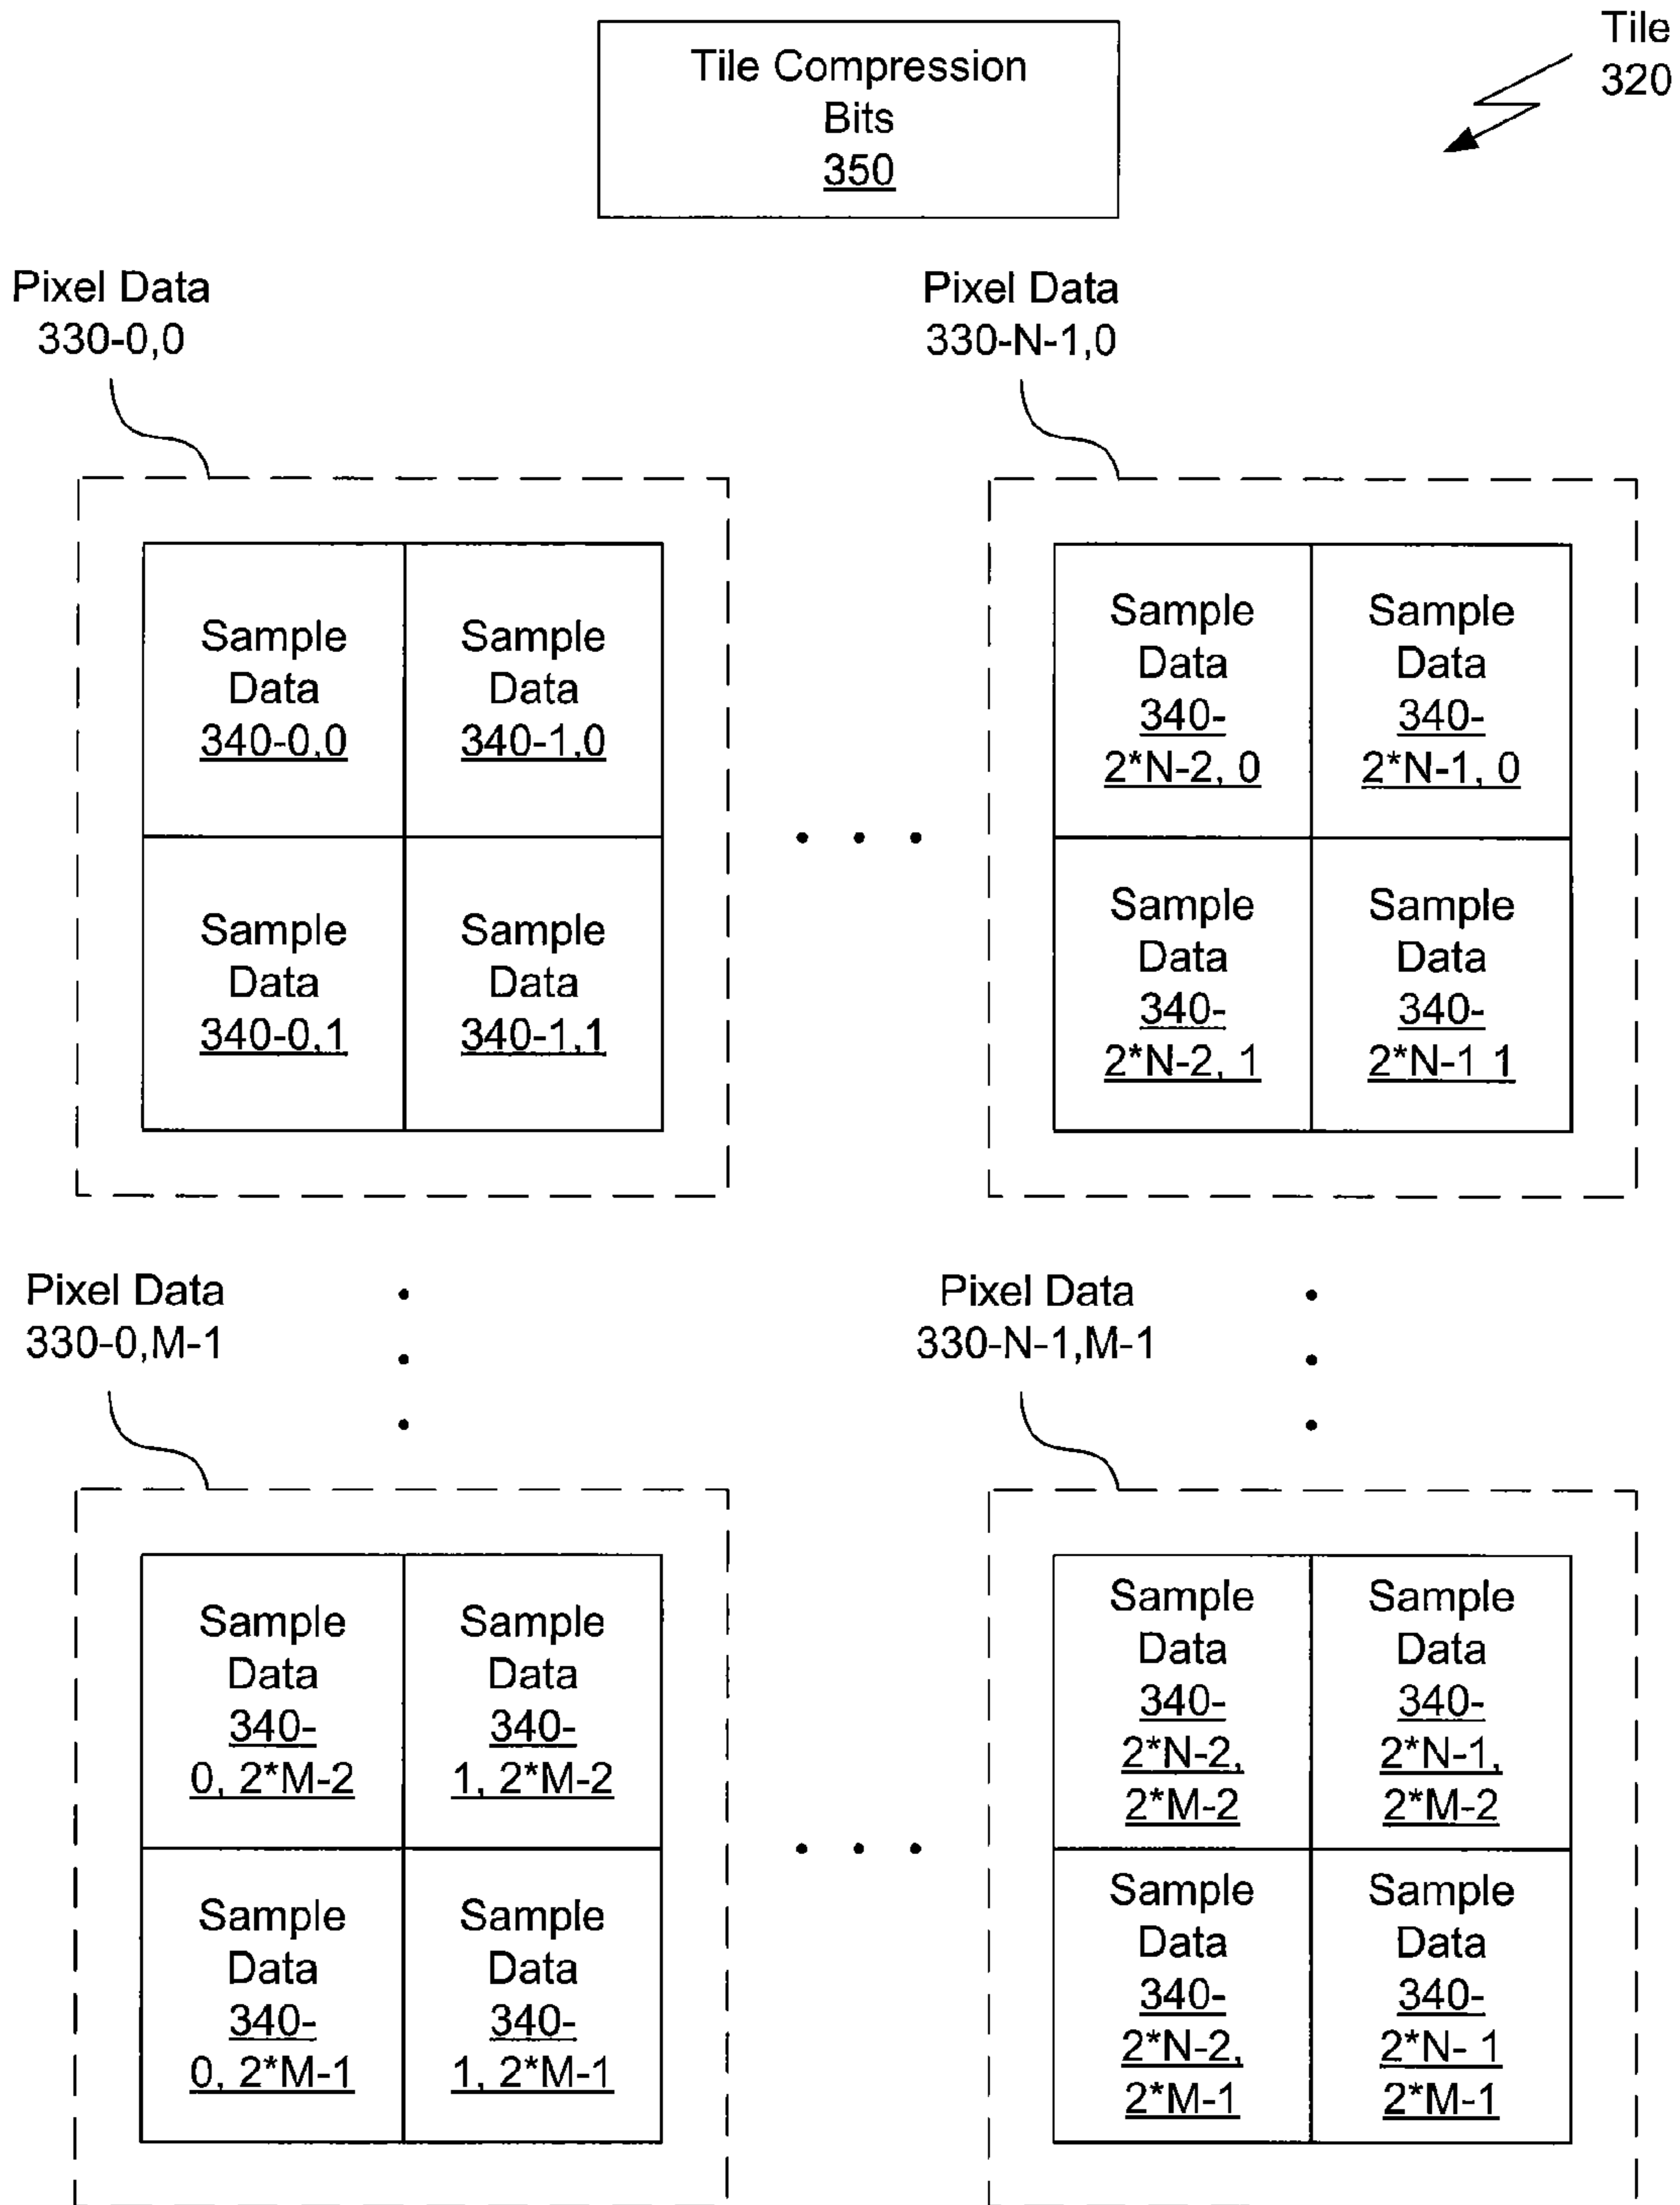 Tile Compression
Bits
350
Tile
320
Pixel Data
330-0,0
Pixel Data
330-N-1,0
Sample
Data
340-0,0
Sample
Data
340-1,0
Sample
Data
340-
2*N-2, 0
Sample
Data
340-
2*N-1, 0
Sample
Data
340-0,1
Sample
Data
340-1,1
Sample
Data
340-
2*N-2, 1
Sample
Data
340-
2*N-1 1
Pixel Data
330-0,M-1
Pixel Data
330-N-1,M-1
Sample
Data
340-
0, 2*M-2
Sample
Data
340-
1, 2*M-2
Sample
Data
340-
2*N-2,
2*M-2
Sample
Data
340-
2*N-1,
2*M-2
Sample
Data
340-
0, 2*M-1
Sample
Data
340-
1, 2*M-1
Sample
Data
340-
2*N-2,
2*M-1
Sample
Data
340-
2*N- 1
2*M-1